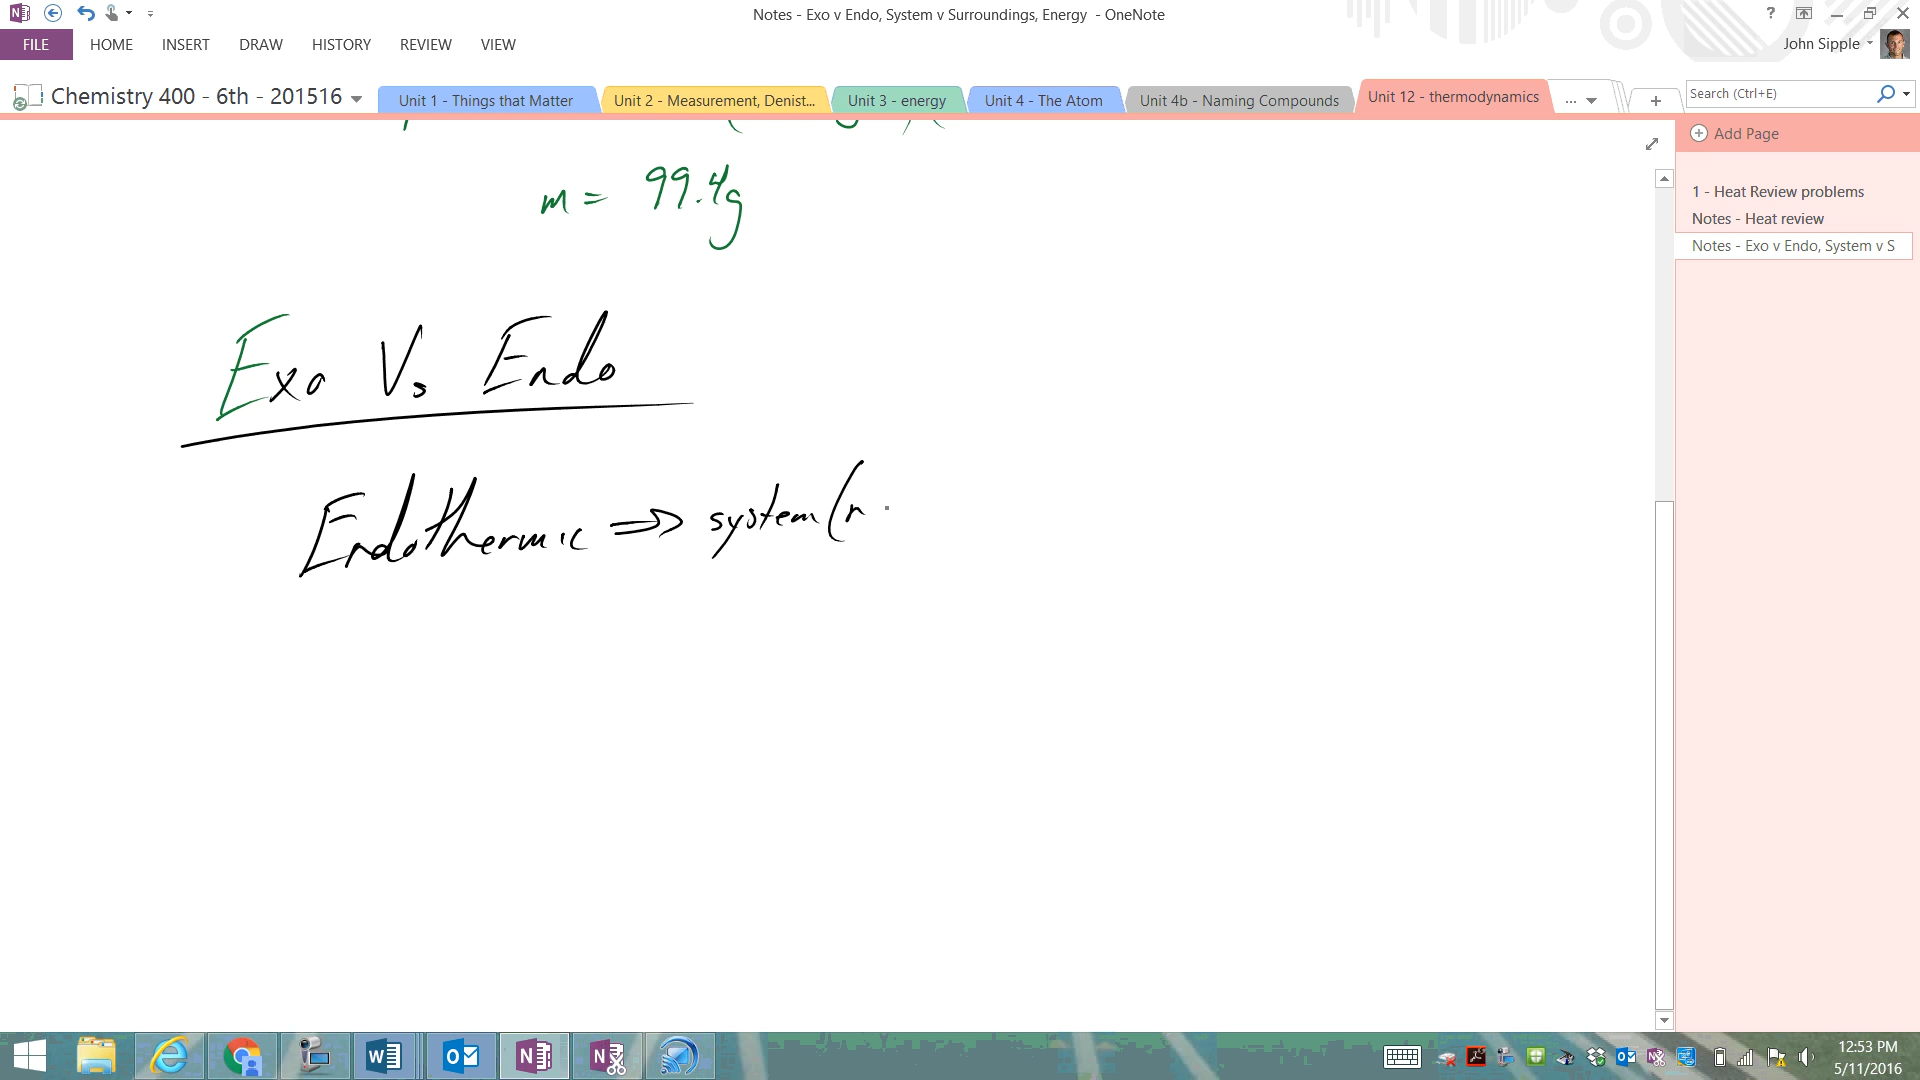 Notes - Exo v Endo, System v Surroundings, Energy - OneNote
FILE HOME INSERT DRAW HISTORY REVIEW VIEW
John Sipple
Chemistry 400 - 6th - 201516
Unit 1 - Things that Matter
Unit 2 - Measurement, Denist...
Unit 3 - energy
Unit 4 - The Atom
Unit 4b - Naming Compounds
Unit 12 - thermodynamics
...
Search (Ctrl+E)
Add Page
1 - Heat Review problems
Notes - Heat review
Notes - Exo v Endo, System v S
m = 99.4g
Exo Vs Endo
Endothermic ⇒ system (r
12:53 PM
5/11/2016